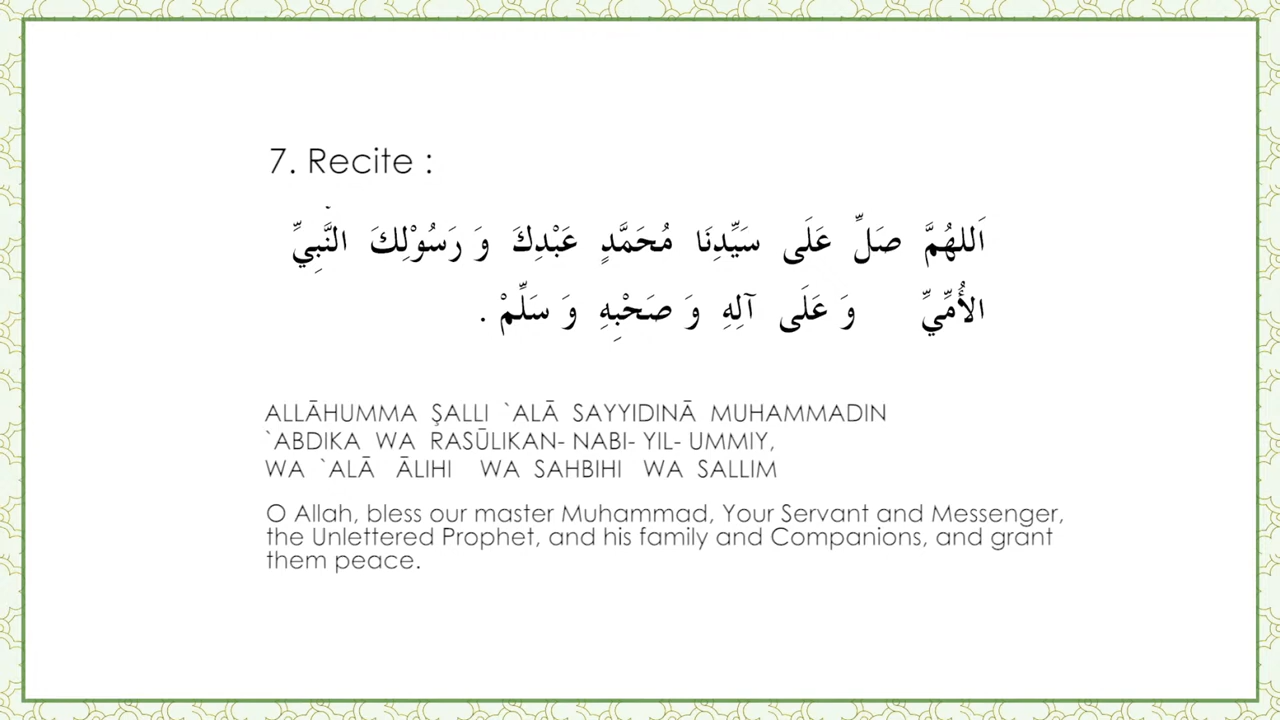 7. Recite :
اَللهُمَّ صَلِّ عَلَى سَيِّدِنَا مُحَمَّدٍ عَبْدِكَ وَ رَسُوْلِكَ النَّبِيِّ
الأُمِّيِّ وَ عَلَى آلِهِ وَ صَحْبِهِ وَ سَلِّمْ .
ALLĀHUMMA ṢALLI `ALĀ SAYYIDINĀ MUHAMMADIN
`ABDIKA WA RASŪLIKAN- NABI- YIL- UMMIY,
WA `ALĀ ĀLIHI WA SAHBIHI WA SALLIM
O Allah, bless our master Muhammad, Your Servant and Messenger,
the Unlettered Prophet, and his family and Companions, and grant
them peace.